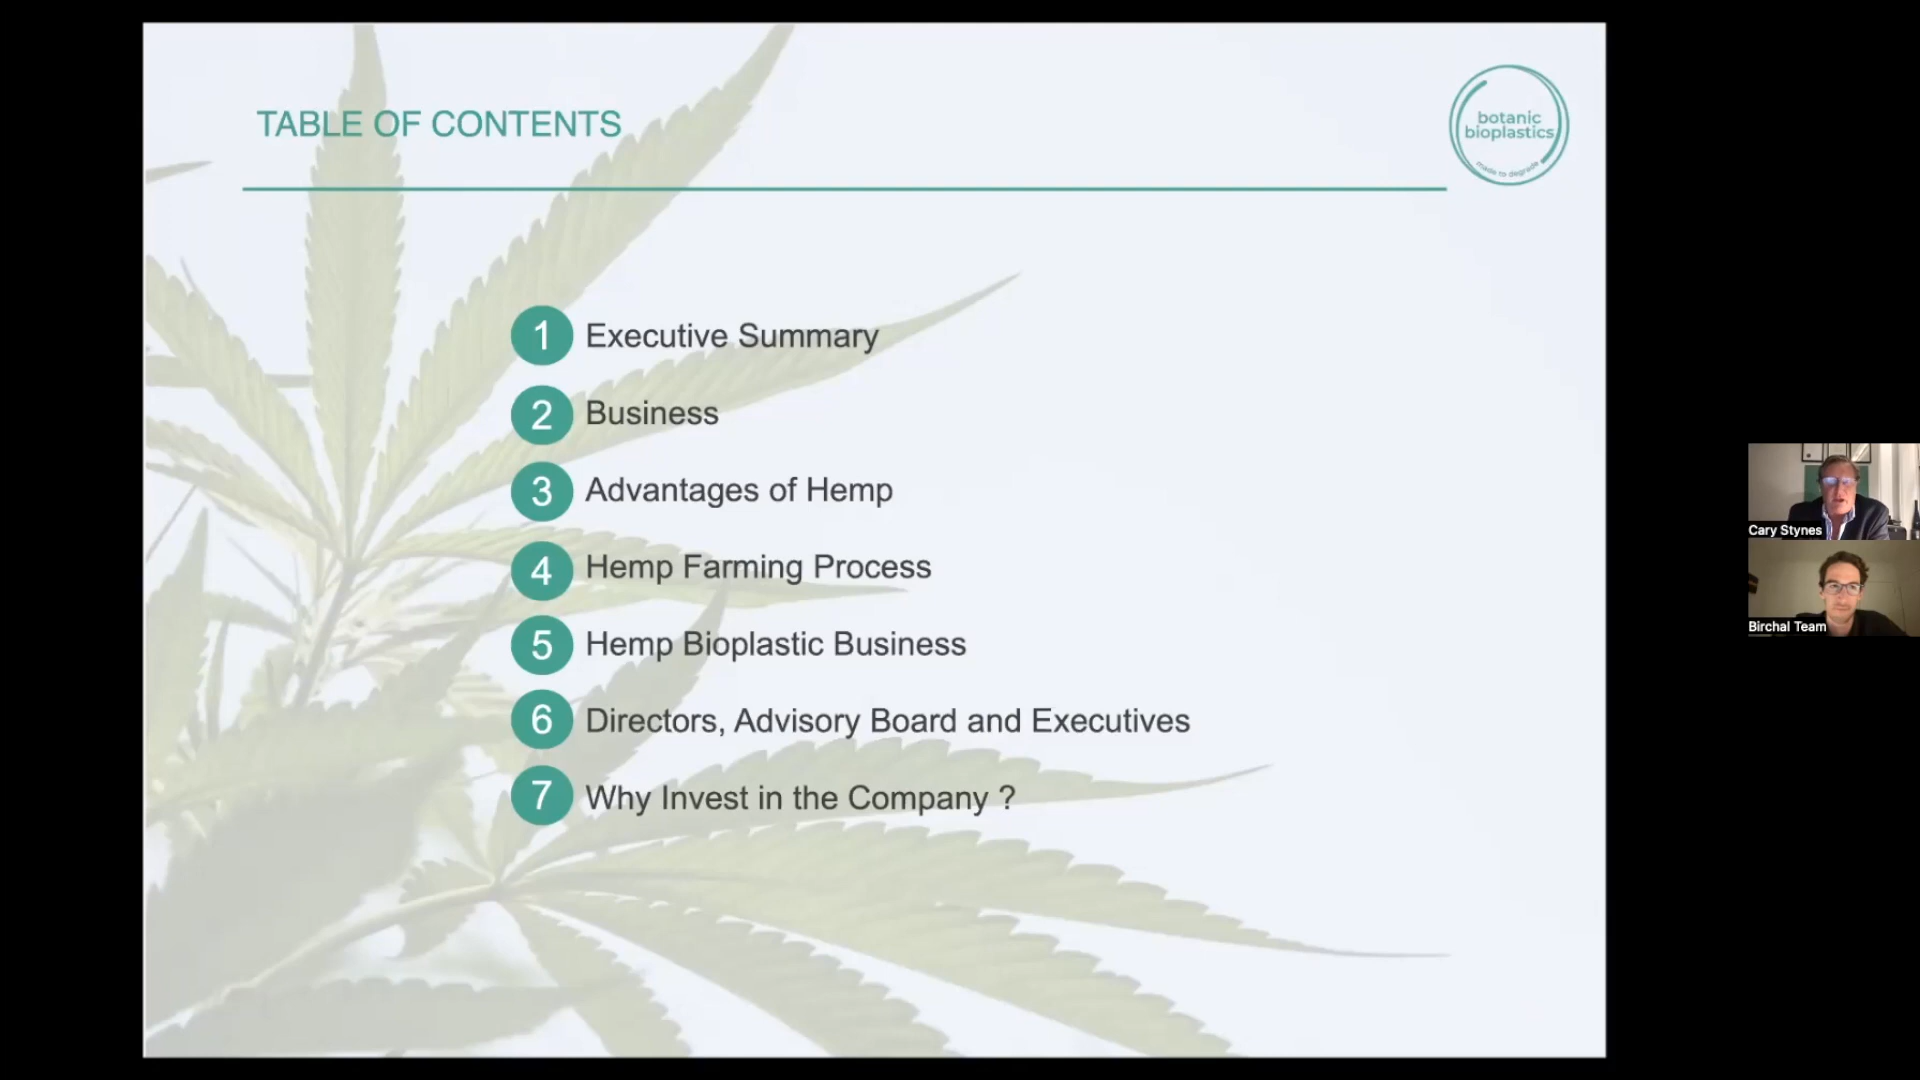 TABLE OF CONTENTS
botanic
bioplastics
made to degrade
1 Executive Summary
2 Business
3 Advantages of Hemp
4 Hemp Farming Process
5 Hemp Bioplastic Business
6 Directors, Advisory Board and Executives
7 Why Invest in the Company ?
Cary Stynes
Birchal Team